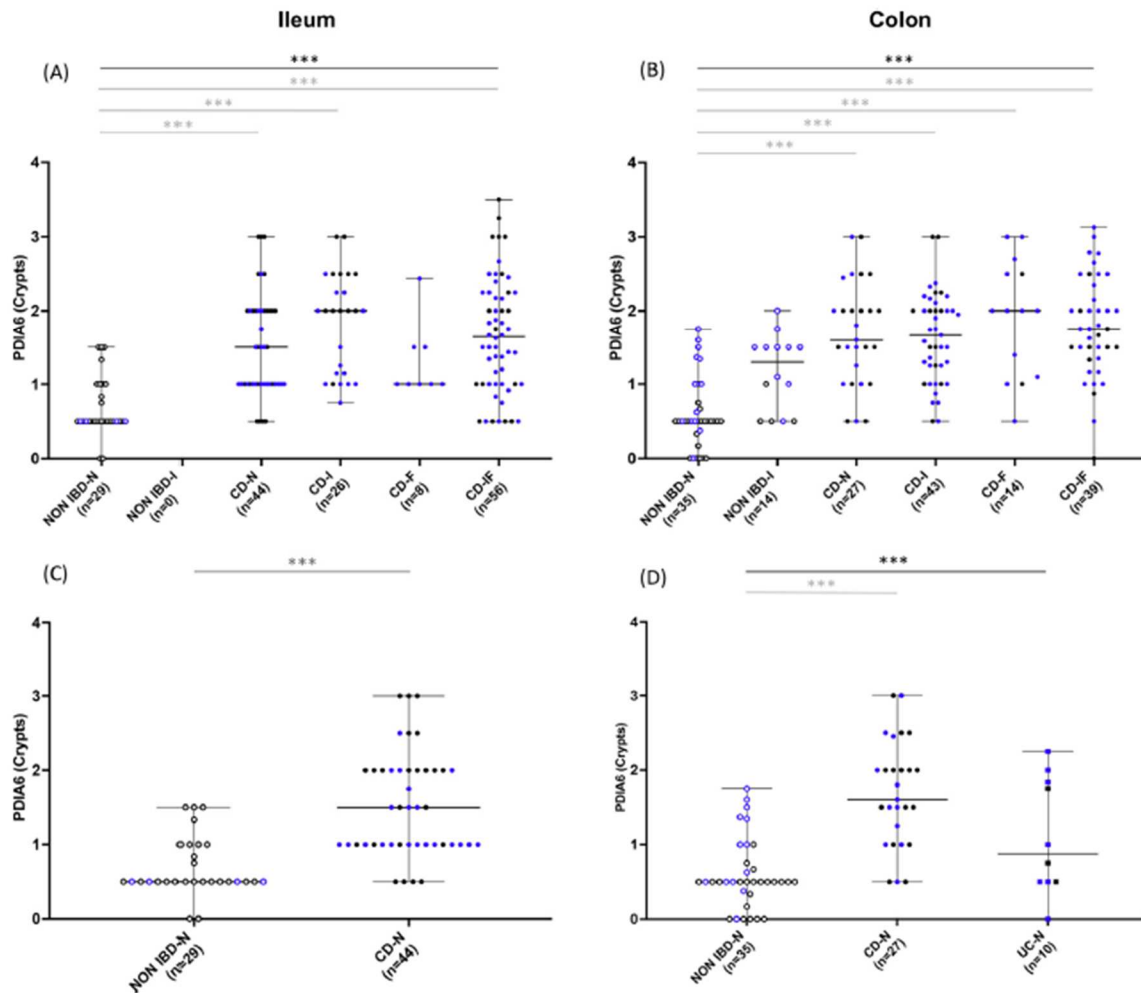 Ileum
Colon
(A)
***
***
***
***
PDIA6 (Crypts)
4
3
2
1
0
NON IBD-N
(n=29)
NON IBD-I
(n=0)
CD-N
(n=44)
CD-I
(n=26)
CD-F
(n=8)
CD-IF
(n=56)
(B)
***
***
***
***
***
PDIA6 (Crypts)
4
3
2
1
0
NON IBD-N
(n=35)
NON IBD-I
(n=14)
CD-N
(n=27)
CD-I
(n=43)
CD-F
(n=14)
CD-IF
(n=39)
(C)
***
PDIA6 (Crypts)
4
3
2
1
0
NON IBD-N
(n=29)
CD-N
(n=44)
(D)
***
***
PDIA6 (Crypts)
4
3
2
1
0
NON IBD-N
(n=35)
CD-N
(n=27)
UC-N
(n=10)